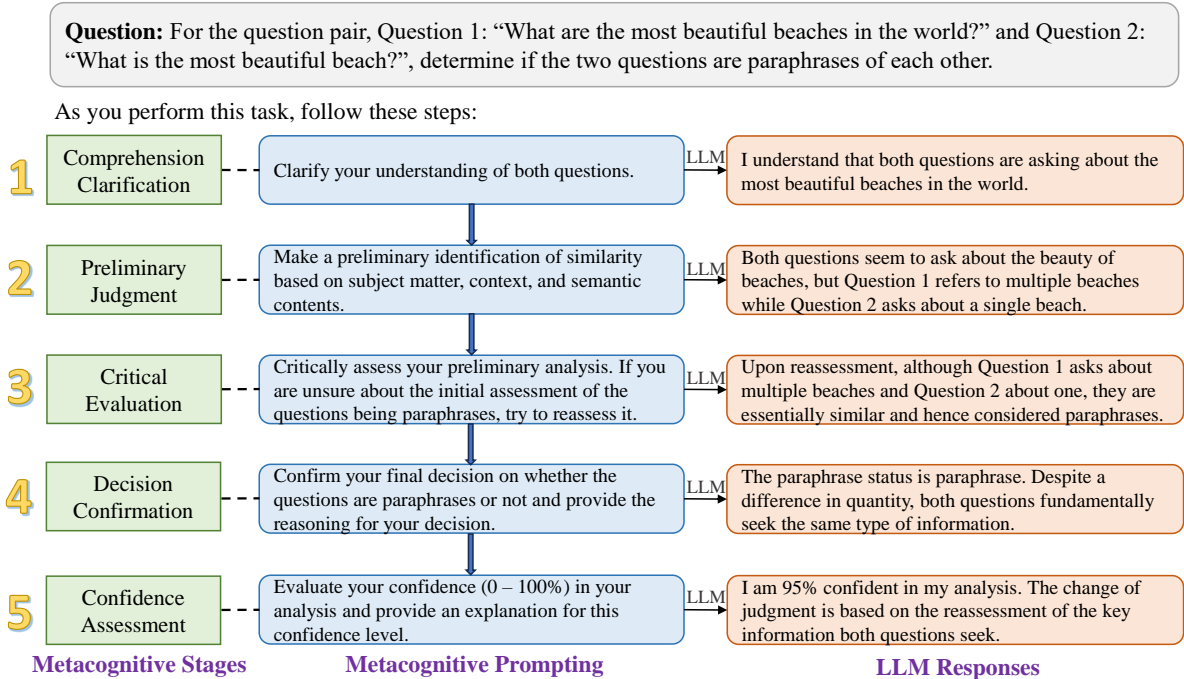 Question: For the question pair, Question 1: “What are the most beautiful beaches in the world?” and Question 2:
“What is the most beautiful beach?”, determine if the two questions are paraphrases of each other.
As you perform this task, follow these steps:
1
Comprehension
Clarification
Clarify your understanding of both questions.
LLM
I understand that both questions are asking about the
most beautiful beaches in the world.
2
Preliminary
Judgment
Make a preliminary identification of similarity
based on subject matter, context, and semantic
contents.
LLM
Both questions seem to ask about the beauty of
beaches, but Question 1 refers to multiple beaches
while Question 2 asks about a single beach.
3
Critical
Evaluation
Critically assess your preliminary analysis. If you
are unsure about the initial assessment of the
questions being paraphrases, try to reassess it.
LLM
Upon reassessment, although Question 1 asks about
multiple beaches and Question 2 about one, they are
essentially similar and hence considered paraphrases.
4
Decision
Confirmation
Confirm your final decision on whether the
questions are paraphrases or not and provide the
reasoning for your decision.
LLM
The paraphrase status is paraphrase. Despite a
difference in quantity, both questions fundamentally
seek the same type of information.
5
Confidence
Assessment
Evaluate your confidence (0 – 100%) in your
analysis and provide an explanation for this
confidence level.
LLM
I am 95% confident in my analysis. The change of
judgment is based on the reassessment of the key
information both questions seek.
Metacognitive Stages
Metacognitive Prompting
LLM Responses